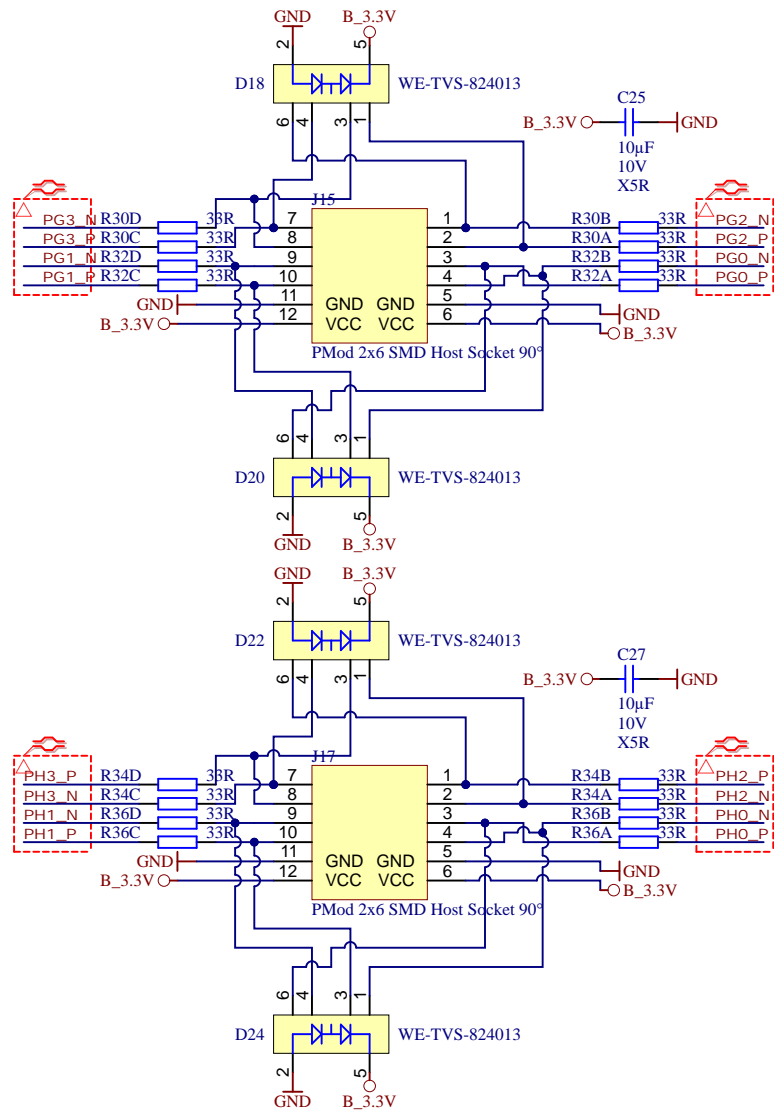 GND B_3.3V
2 5
D18 WE-TVS-824013
6 4 3 1
C25
B_3.3V GND
10µF
10V
X5R
J15
PG3_N R30D 33R 7 1 R30B 33R PG2_N
PG3_P R30C 33R 8 2 R30A 33R PG2_P
PG1_N R32D 33R 9 3 R32B 33R PG0_N
PG1_P R32C 33R 10 4 R32A 33R PG0_P
GND 11 GND GND 5 GND
B_3.3V 12 VCC VCC 6 B_3.3V
PMod 2x6 SMD Host Socket 90°
6 4 3 1
D20 WE-TVS-824013
2 5
GND B_3.3V
GND B_3.3V
2 5
D22 WE-TVS-824013
6 4 3 1
C27
B_3.3V GND
10µF
10V
X5R
J17
PH3_P R34D 33R 7 1 R34B 33R PH2_P
PH3_N R34C 33R 8 2 R34A 33R PH2_N
PH1_N R36D 33R 9 3 R36B 33R PH0_N
PH1_P R36C 33R 10 4 R36A 33R PH0_P
GND 11 GND GND 5 GND
B_3.3V 12 VCC VCC 6 B_3.3V
PMod 2x6 SMD Host Socket 90°
6 4 3 1
D24 WE-TVS-824013
2 5
GND B_3.3V